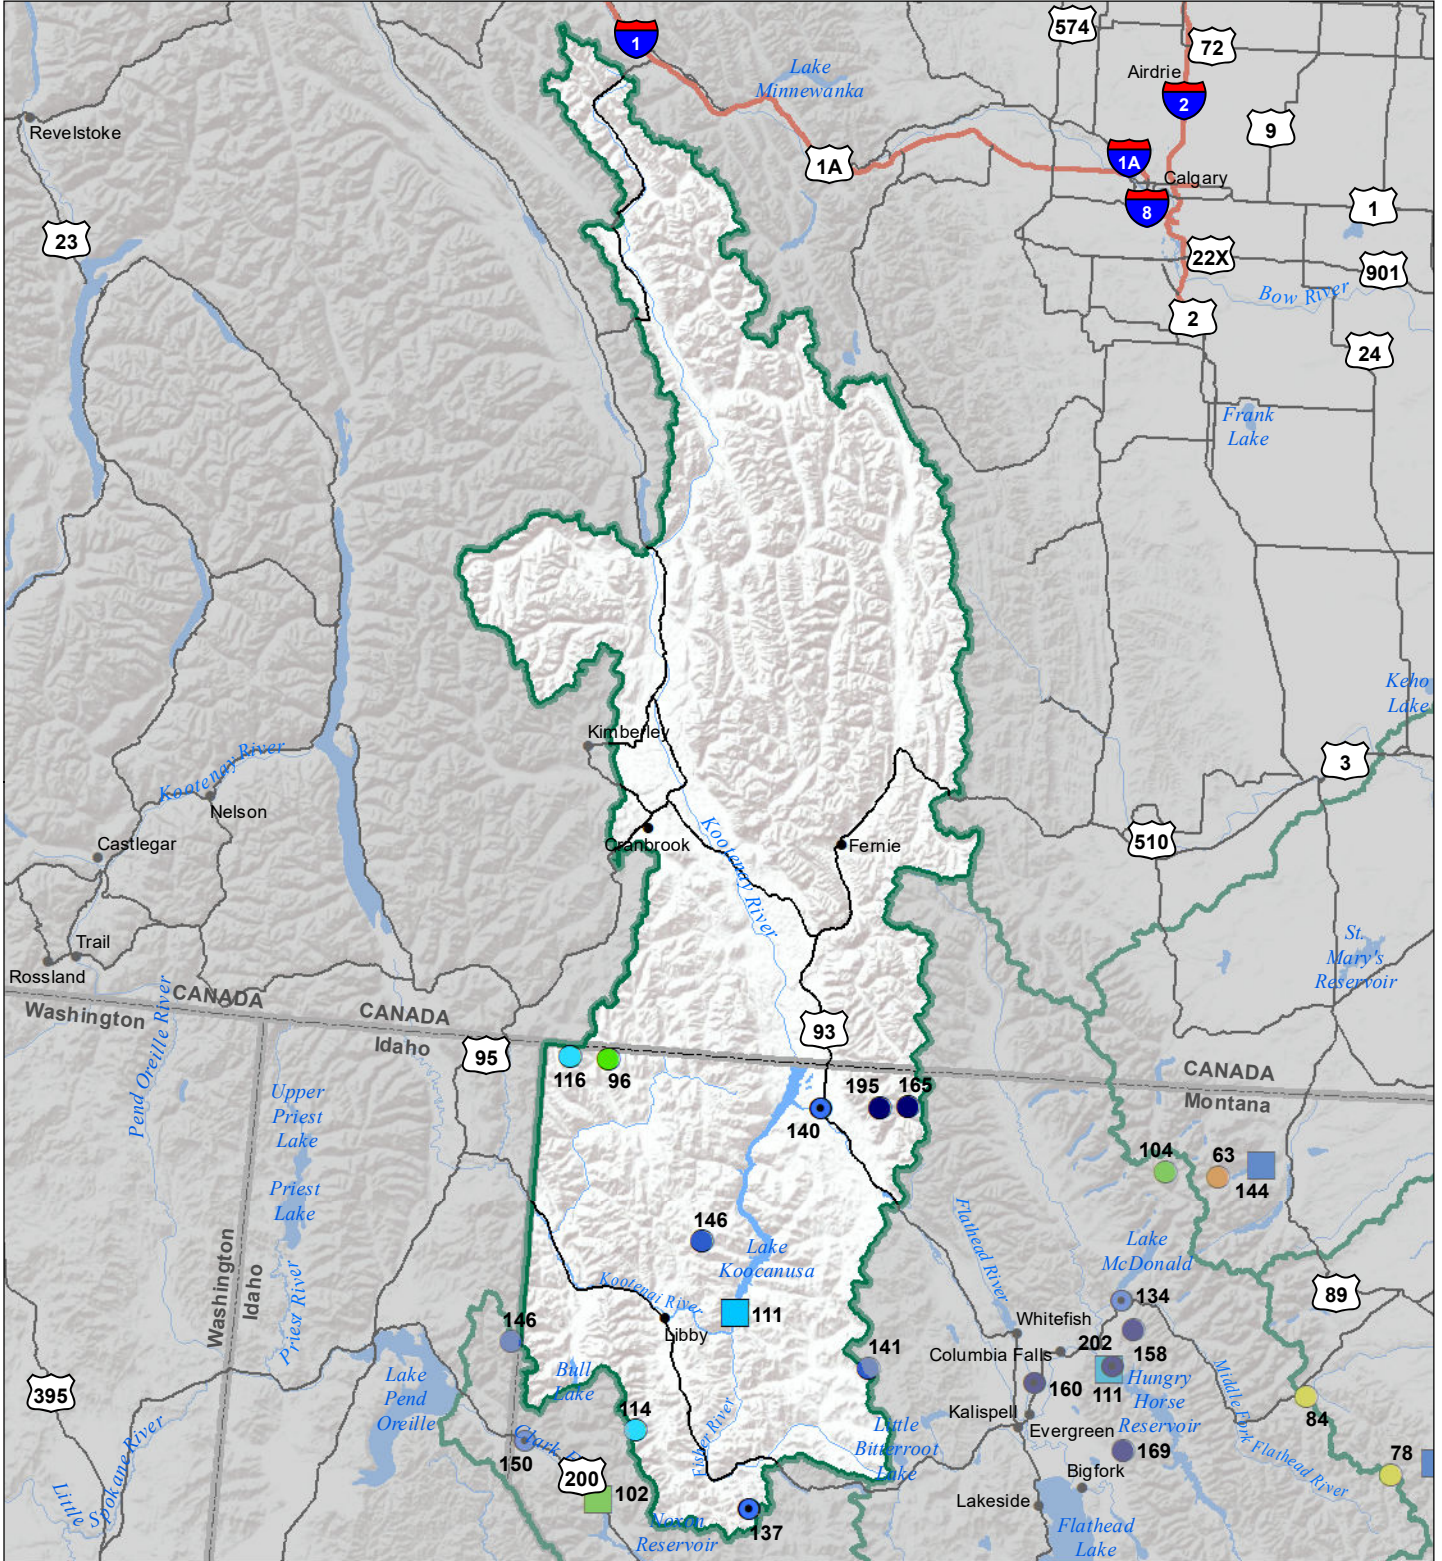 1
574
72
Airdrie
2
Lake
Minnewanka
9
Revelstoke
1A
1A
Calgary
8
1
23
22X
901
Bow River
2
24
Frank
Lake
Keho
Lake
Kimberley
3
Kootenay River
Nelson
Castlegar
Cranbrook
Kootenay River
Fernie
510
Trail
Rossland
St.
Mary's
Reservoir
CANADA
Washington
Pend Oreille River
CANADA
Idaho
95
93
116
96
CANADA
Montana
195
165
140
Upper
Priest
Lake
Priest
Lake
104
63
144
Washington
Idaho
Priest River
146
Lake
Koocanusa
Flathead River
Lake
McDonald
Kootenai River
111
Libby
146
134
89
Whitefish
Columbia Falls
202
158
111
Hungry
Horse
Reservoir
141
160
Bull
Lake
Lake
Pend
Oreille
395
Kalispell
Evergreen
Middle Fork Flathead River
84
114
Fisher River
Little
Bitterroot
Lake
Clark
150
200
102
169
78
Bigfork
Lakeside
Little
Spokane River
Noxon
Reservoir
137
Flathead
Lake